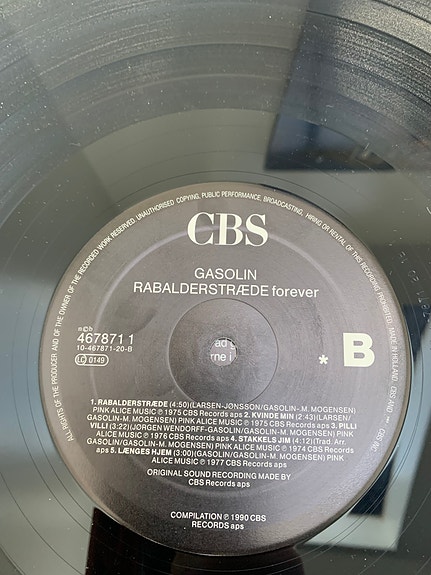 ALL RIGHTS OF THE PRODUCER AND OF THE OWNER OF THE RECORDED WORK RESERVED. UNAUTHORISED COPYING, PUBLIC PERFORMANCE, BROADCASTING, HIRING OR RENTAL OF THIS RECORDING PROHIBITED. MADE IN HOLLAND.
CBS
GASOLIN
RABALDERSTRÆDE forever
467871 1
10-467871-20-B
LC 0149
ad
rne i
* B
1. RABALDERSTRÆDE (4:50)(LARSEN-JONSSON/GASOLIN-M. MOGENSEN)
PINK ALICE MUSIC ℗ 1975 CBS Records aps 2. KVINDE MIN (2:43)(LARSEN/
GASOLIN-M. MOGENSEN) PINK ALICE MUSIC ℗ 1975 CBS Records aps 3. PILLI
VILLI (3:22)(JØRGEN WENDORFF-GASOLIN/GASOLIN-M. MOGENSEN) PINK
ALICE MUSIC ℗ 1976 CBS Records aps 4. STAKKELS JIM (4:12)(Trad. Arr.
GASOLIN/GASOLIN-M. MOGENSEN) PINK ALICE MUSIC ℗ 1974 CBS Records
aps 5. LÆNGES HJEM (3:00)(GASOLIN/GASOLIN-M. MOGENSEN) PINK
ALICE MUSIC ℗ 1977 CBS Records aps
ORIGINAL SOUND RECORDING MADE BY
CBS Records aps
COMPILATION ℗ 1990 CBS
RECORDS aps